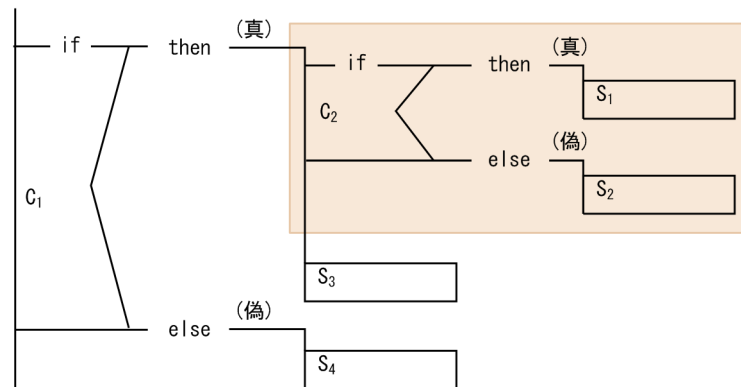 if then (真)
if then (真)
S₁
C₂
else (偽)
S₂
C₁
S₃
else (偽)
S₄